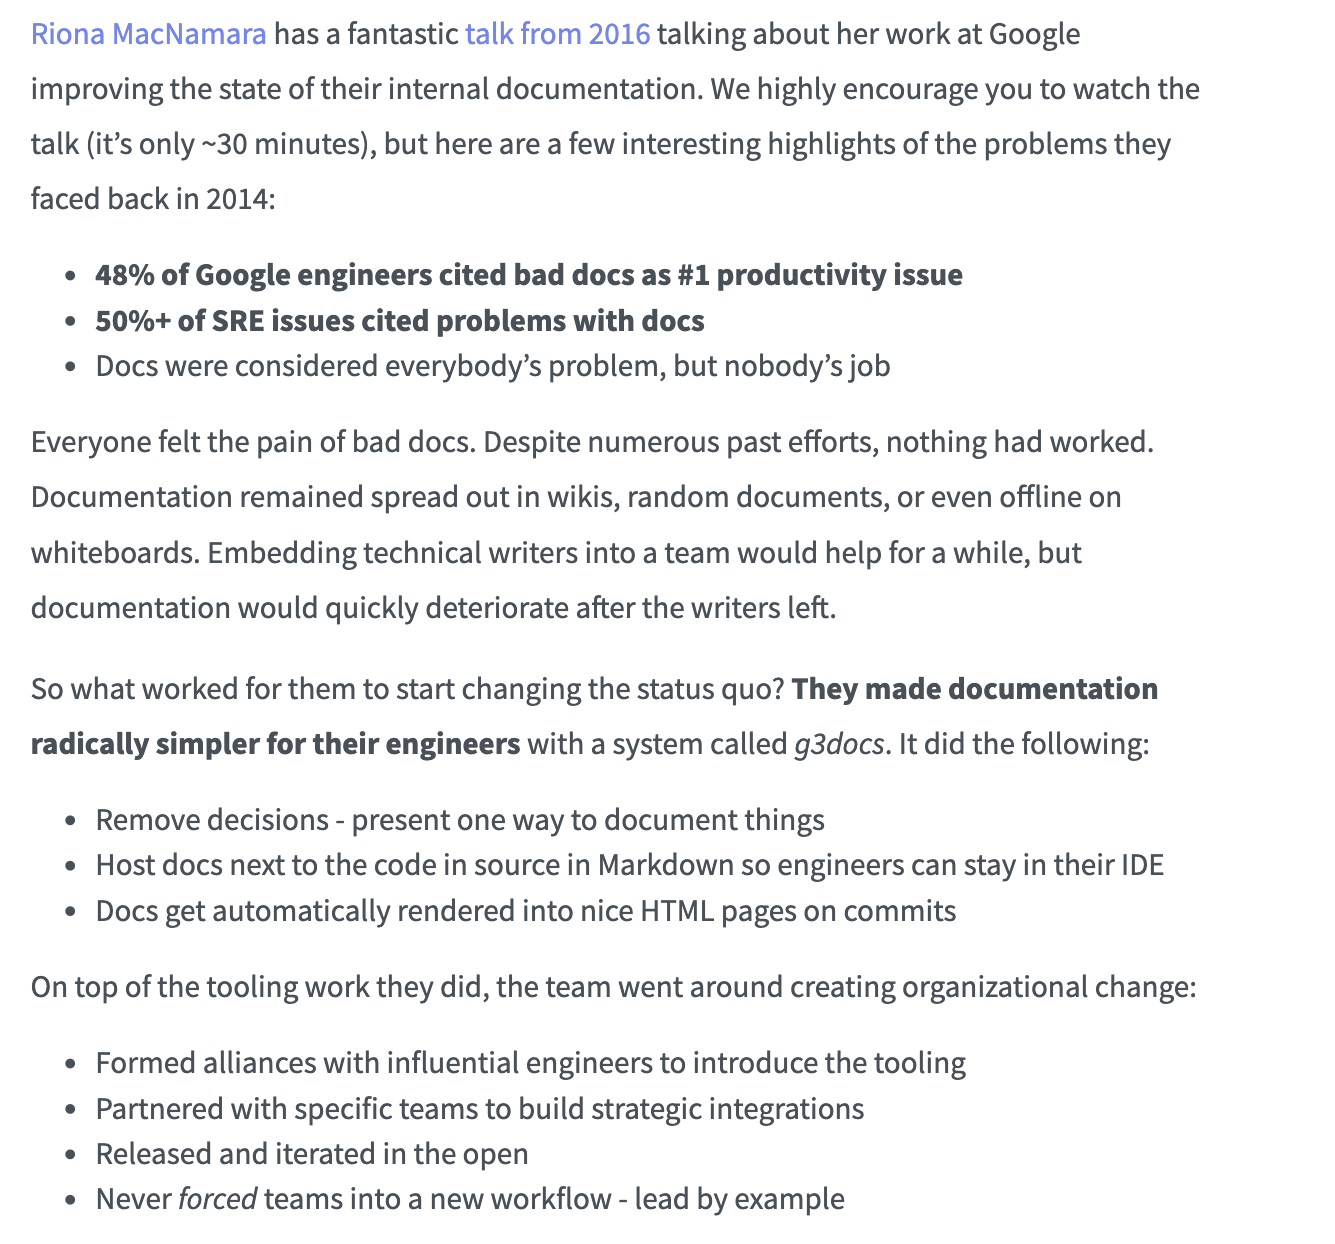 Riona MacNamara has a fantastic talk from 2016 talking about her work at Google
improving the state of their internal documentation. We highly encourage you to watch the
talk (it’s only ~30 minutes), but here are a few interesting highlights of the problems they
faced back in 2014:
• 48% of Google engineers cited bad docs as #1 productivity issue
• 50%+ of SRE issues cited problems with docs
• Docs were considered everybody’s problem, but nobody’s job
Everyone felt the pain of bad docs. Despite numerous past efforts, nothing had worked.
Documentation remained spread out in wikis, random documents, or even offline on
whiteboards. Embedding technical writers into a team would help for a while, but
documentation would quickly deteriorate after the writers left.
So what worked for them to start changing the status quo? They made documentation
radically simpler for their engineers with a system called g3docs. It did the following:
• Remove decisions - present one way to document things
• Host docs next to the code in source in Markdown so engineers can stay in their IDE
• Docs get automatically rendered into nice HTML pages on commits
On top of the tooling work they did, the team went around creating organizational change:
• Formed alliances with influential engineers to introduce the tooling
• Partnered with specific teams to build strategic integrations
• Released and iterated in the open
• Never forced teams into a new workflow - lead by example